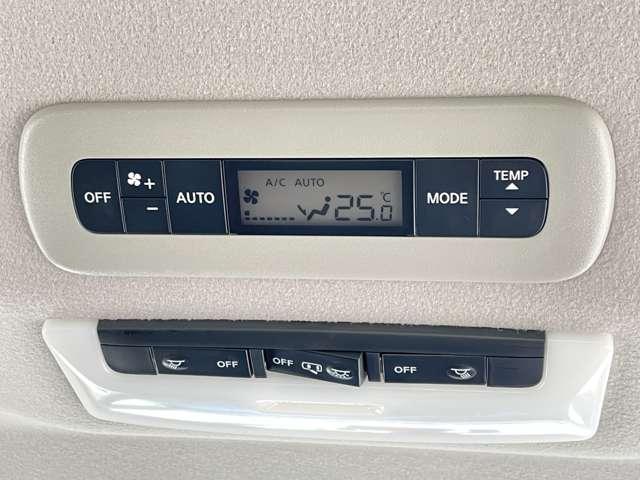 OFF + - AUTO A/C AUTO 25.0 °C MODE TEMP
OFF OFF OFF